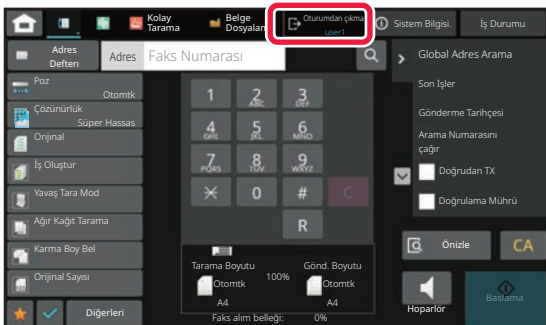 Kolay
Tarama
Belge
Dosyalan
Oturumdan çıkma
user1
Sistem Bilgisi.
İş Durumu
Adres
Defteri
Adres
Faks Numarası
Global Adres Arama
Poz
Otomtk
Çözünürlük
Süper Hassas
Orijinal
İş Oluştur
Yavaş Tara Mod
Ağır Kağıt Tarama
Karma Boy Bel
Orijinal Sayısı
Diğerleri
1
2
ABC
3
DEF
4
GHI
5
JKL
6
MNO
7
PQRS
8
TUV
9
WXYZ
0
#
C
R
Tarama Boyutu
Otomtk
A4
100%
Gönd. Boyutu
Otomtk
A4
Faks alım belleği: 0%
Son İşler
Gönderme Tarihçesi
Arama Numarasını
çağır
Doğrudan TX
Doğrulama Mührü
Önizle
CA
Hoparlör
Başlama